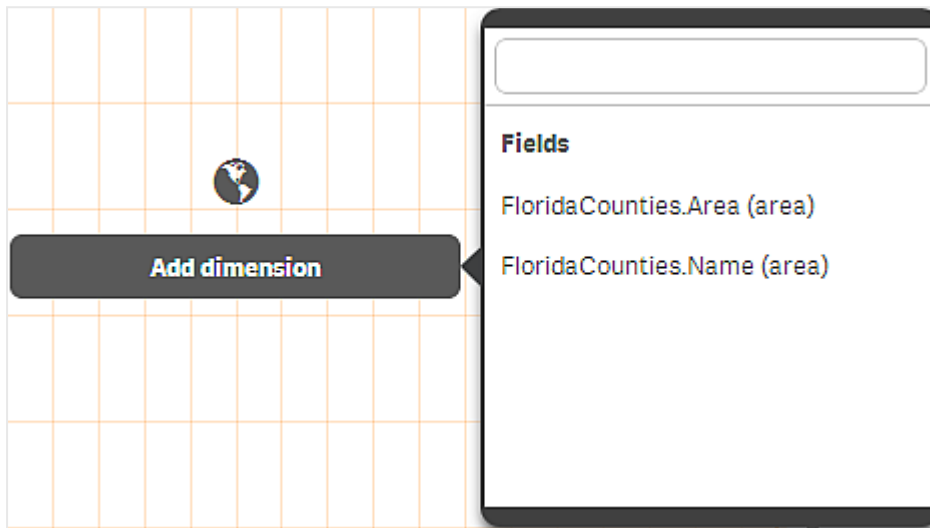 Add dimension
Fields
FloridaCounties.Area (area)
FloridaCounties.Name (area)